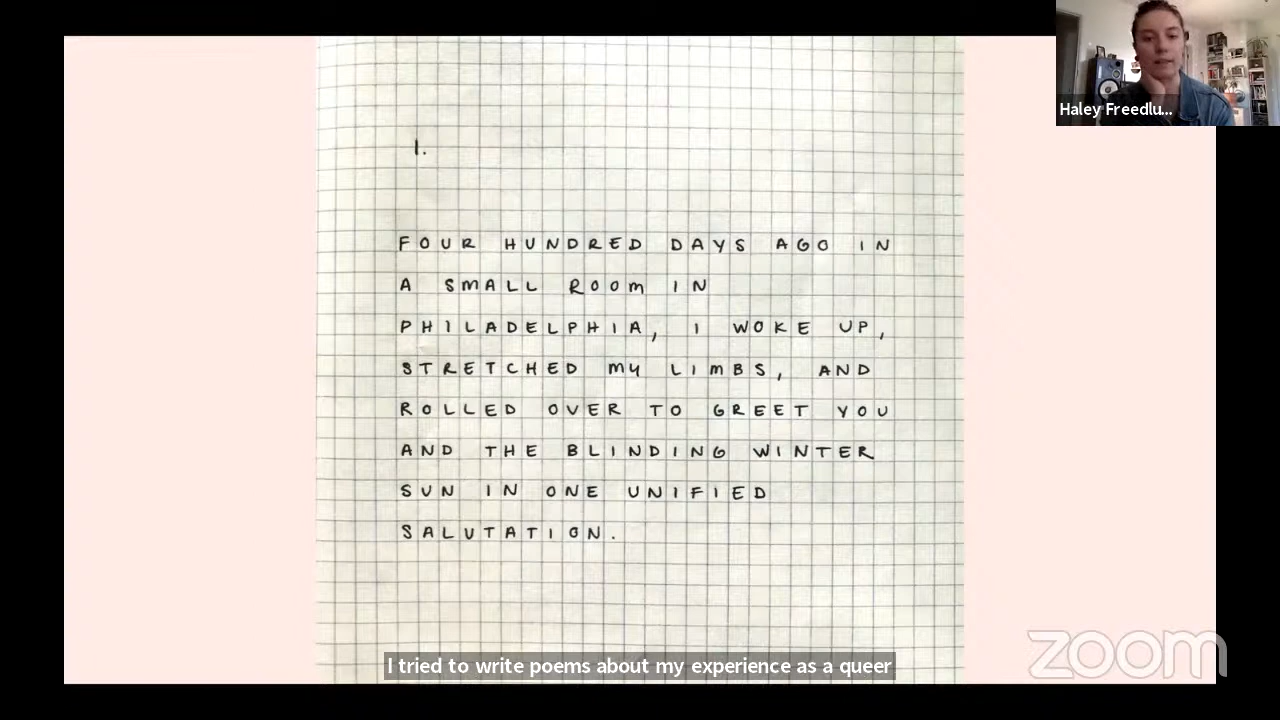 Haley Freedlu...
1.
FOUR HUNDRED DAYS AGO IN
A SMALL ROOM IN
PHILADELPHIA, I WOKE UP,
STRETCHED MY LIMBS, AND
ROLLED OVER TO GREET YOU
AND THE BLINDING WINTER
SUN IN ONE UNIFIED
SALUTATION.
I tried to write poems about my experience as a queer
zoom